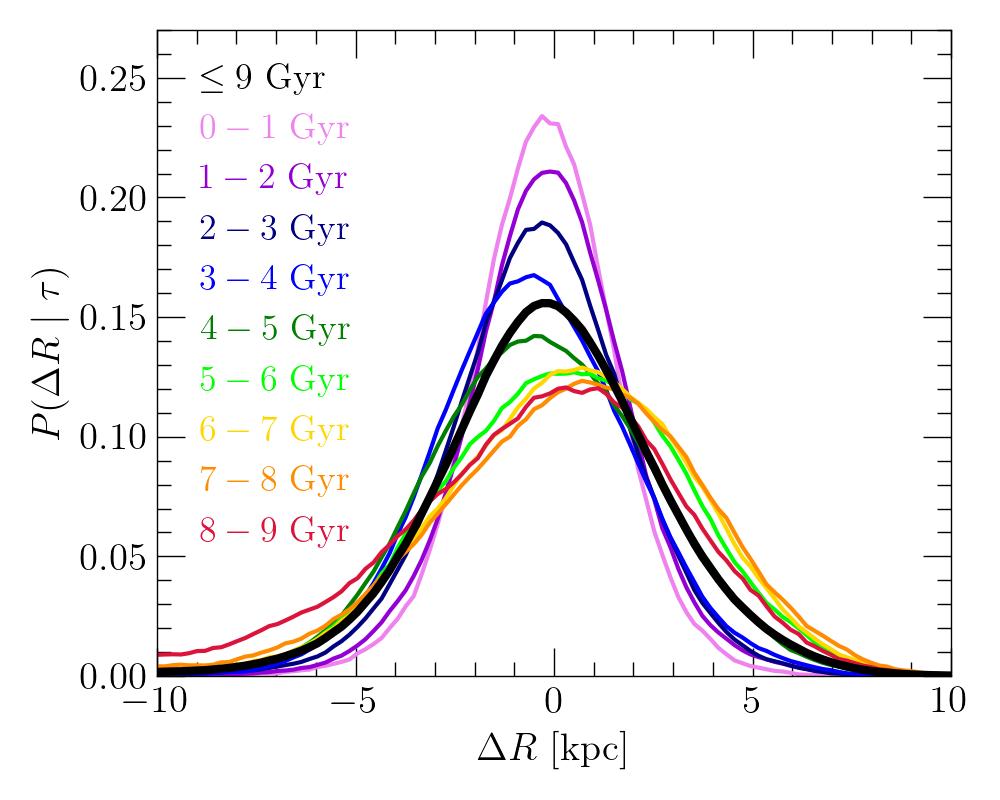 ≤ 9 Gyr
0 − 1 Gyr
1 − 2 Gyr
2 − 3 Gyr
3 − 4 Gyr
4 − 5 Gyr
5 − 6 Gyr
6 − 7 Gyr
7 − 8 Gyr
8 − 9 Gyr
P(ΔR | τ)
0.25
0.20
0.15
0.10
0.05
0.00
−10 −5 0 5 10
ΔR [kpc]